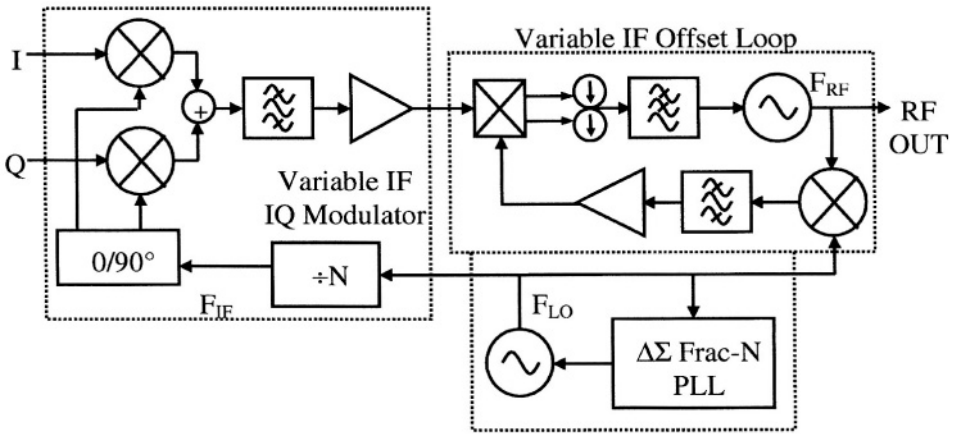 Variable IF Offset Loop
I
F_RF
RF
OUT
+
Q
Variable IF
IQ Modulator
0/90°
÷N
F_IF
F_LO
ΔΣ Frac-N
PLL